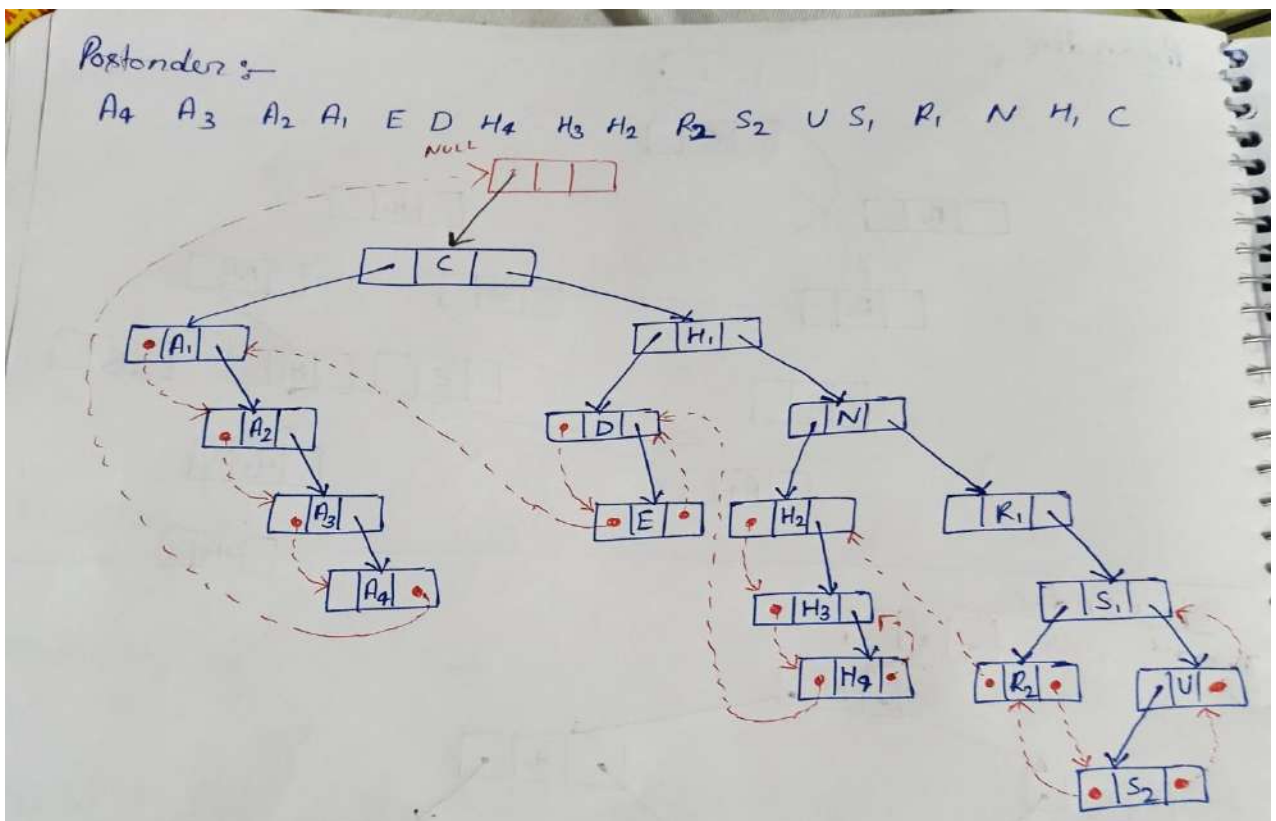 Postorder :-
A4 A3 A2 A1 E D H4 H3 H2 R2 S2 U S1 R1 N H1 C
NULL
C
A1 H1
A2 D N
A3 E H2 R1
A4 H3 S1
H4 R2 U
S2